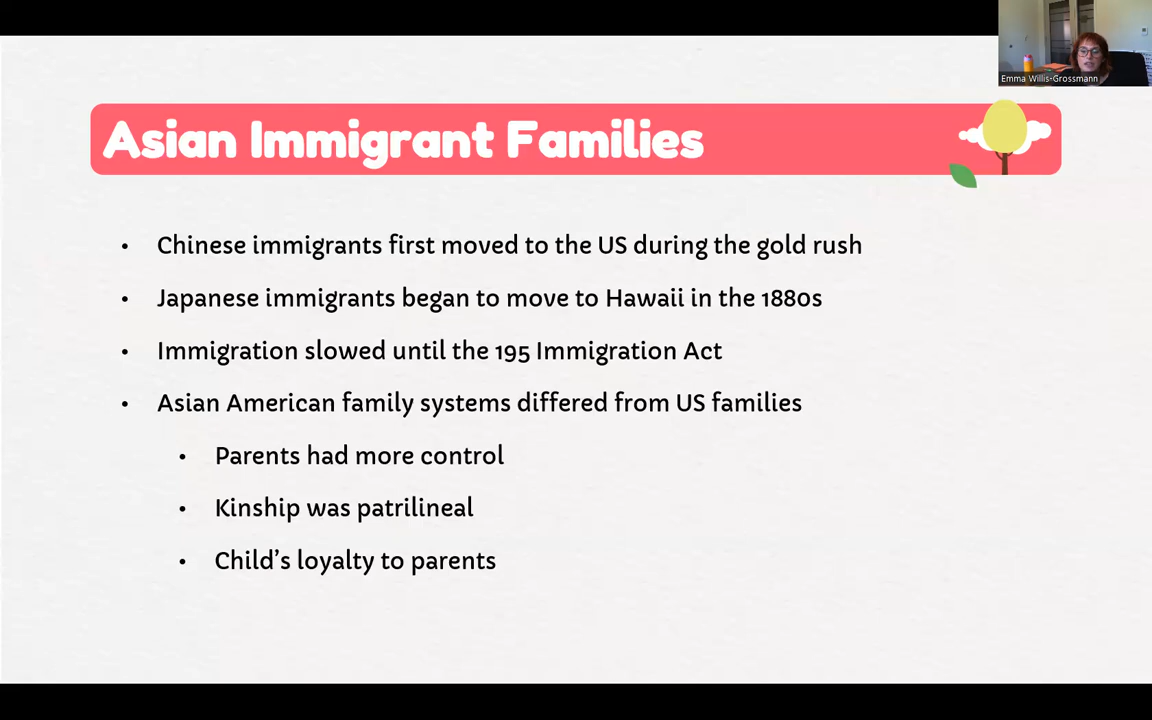 Emma Willis-Grossmann
Asian Immigrant Families
• Chinese immigrants first moved to the US during the gold rush
• Japanese immigrants began to move to Hawaii in the 1880s
• Immigration slowed until the 195 Immigration Act
• Asian American family systems differed from US families
• Parents had more control
• Kinship was patrilineal
• Child’s loyalty to parents